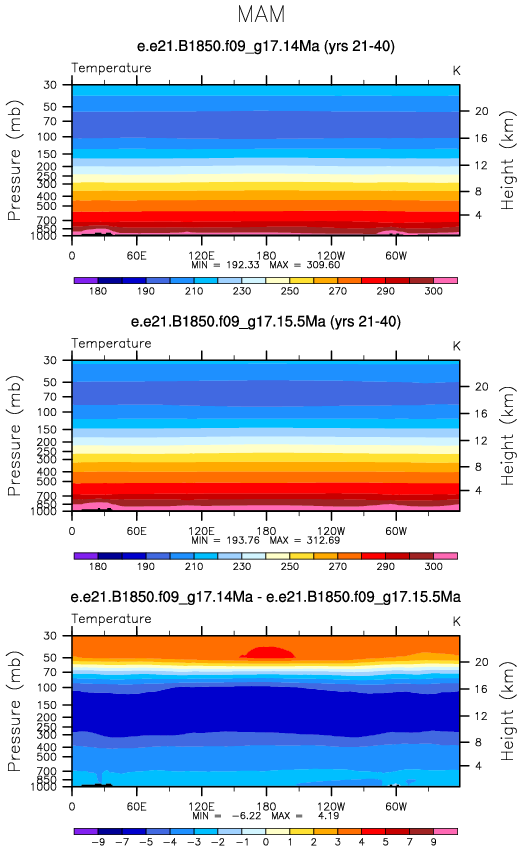 MAM
e.e21.B1850.f09_g17.14Ma (yrs 21-40)
Temperature K
Pressure (mb)
30
50
70
100
150
200
250
300
400
500
700
850
1000
Height (km)
20
16
12
8
4
0 60E 120E 180 120W 60W
MIN = 192.33 MAX = 309.60
180 190 210 220 240 250 270 290 300
e.e21.B1850.f09_g17.15.5Ma (yrs 21-40)
Temperature K
Pressure (mb)
30
50
70
100
150
200
250
300
400
500
700
850
1000
Height (km)
20
16
12
8
4
0 60E 120E 180 120W 60W
MIN = 193.76 MAX = 312.69
180 190 210 220 240 250 270 290 300
e.e21.B1850.f09_g17.14Ma - e.e21.B1850.f09_g17.15.5Ma
Temperature K
Pressure (mb)
30
50
70
100
150
200
250
300
400
500
700
850
1000
Height (km)
20
16
12
8
4
0 60E 120E 180 120W 60W
MIN = -6.22 MAX = 4.19
-9 -7 -5 -4 -3 -2 -1 0 1 2 3 4 5 7 9